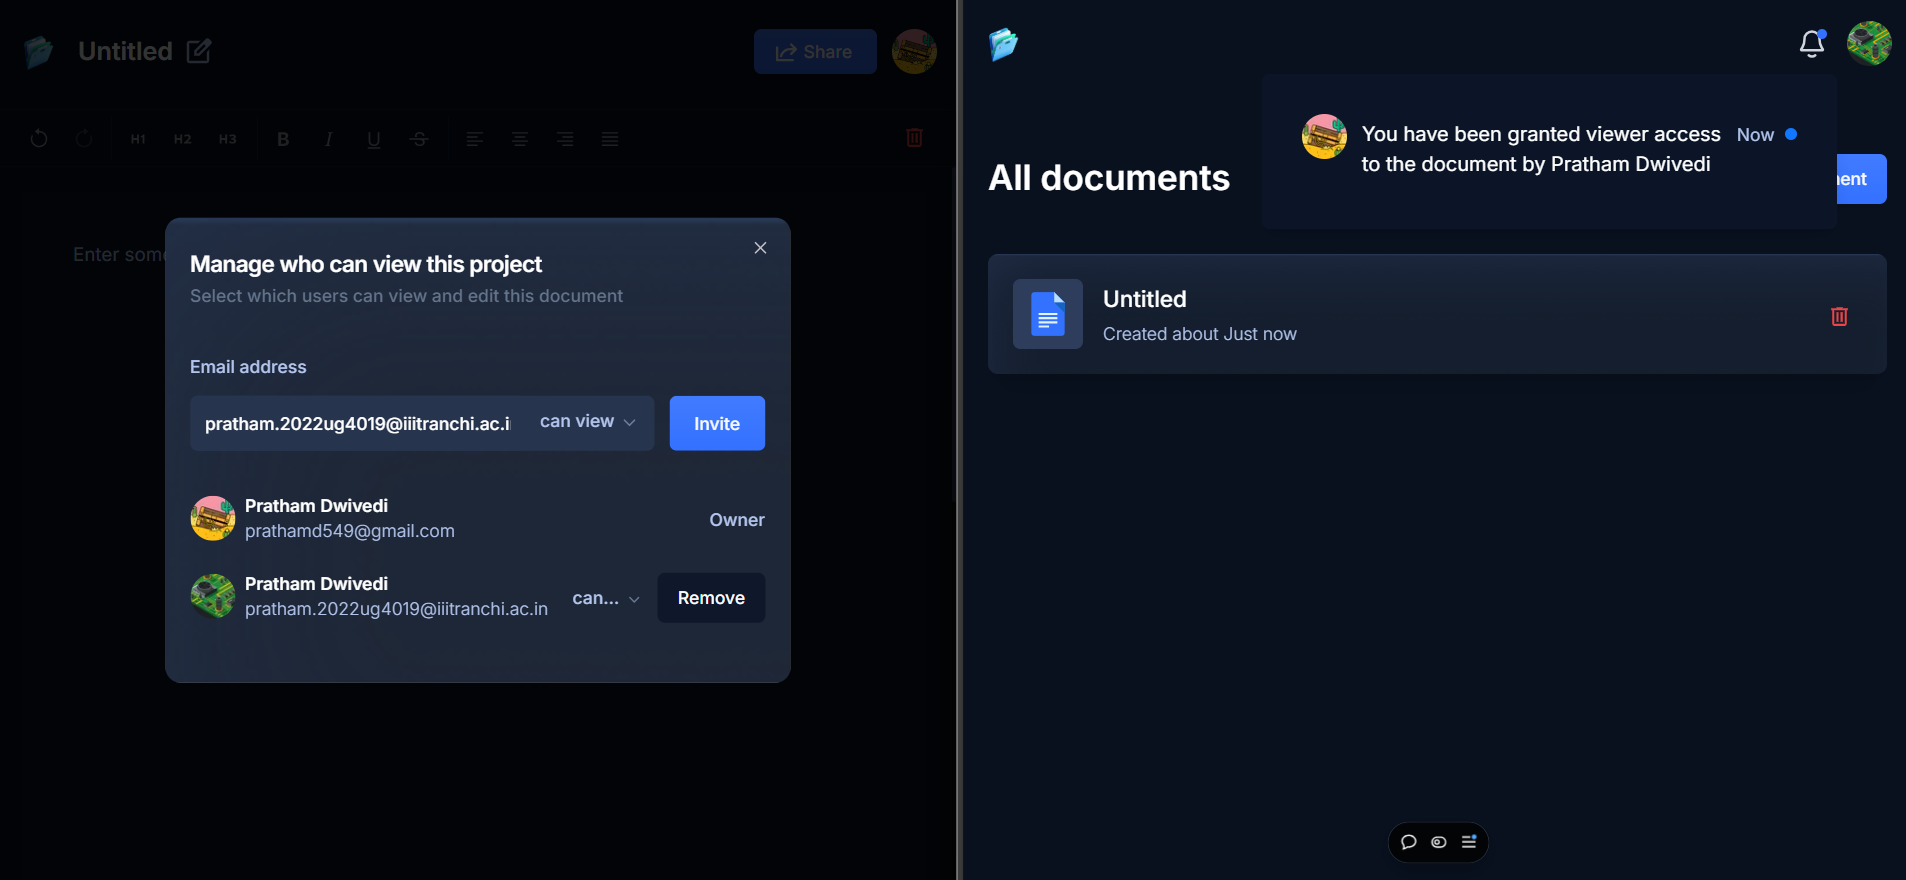 Untitled
Share
H1 H2 H3 B I U S
Enter some
Manage who can view this project
Select which users can view and edit this document
Email address
pratham.2022ug4019@iiitranchi.ac.i
can view
Invite
Pratham Dwivedi
prathamd549@gmail.com
Owner
Pratham Dwivedi
pratham.2022ug4019@iiitranchi.ac.in
can...
Remove
You have been granted viewer access
to the document by Pratham Dwivedi
Now
All documents
ent
Untitled
Created about Just now